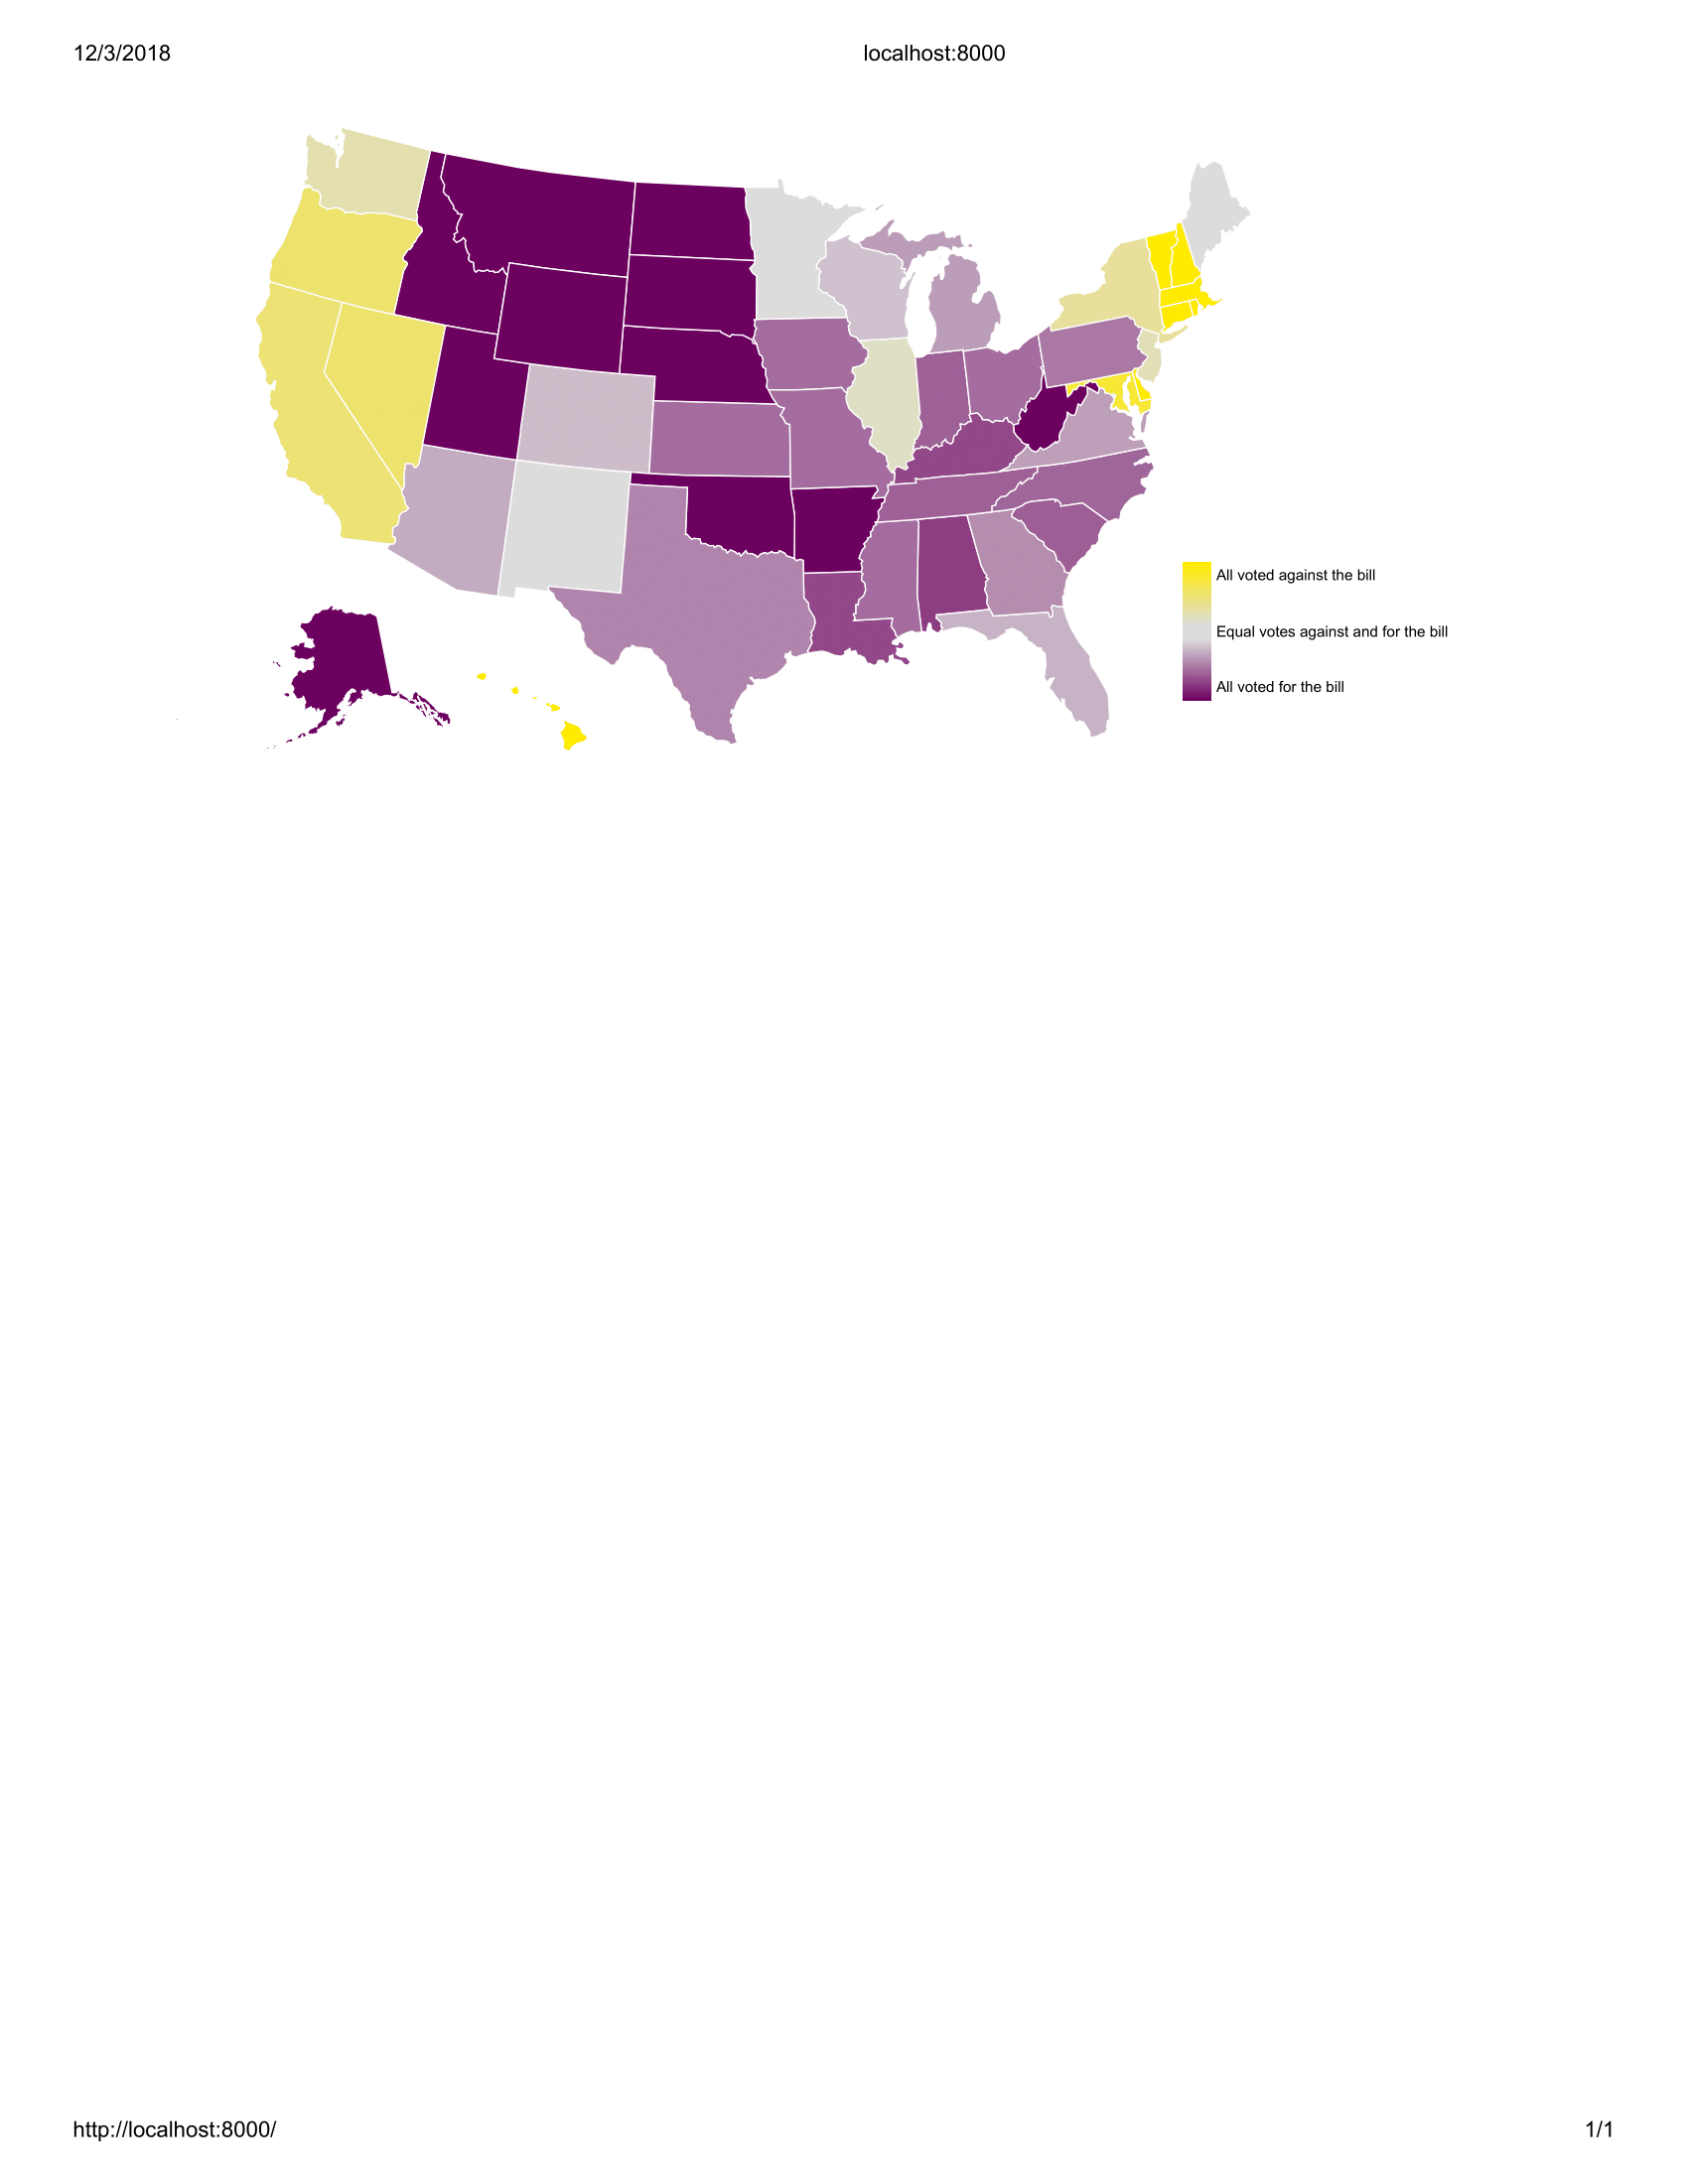 12/3/2018 localhost:8000
All voted against the bill
Equal votes against and for the bill
All voted for the bill
http://localhost:8000/ 1/1